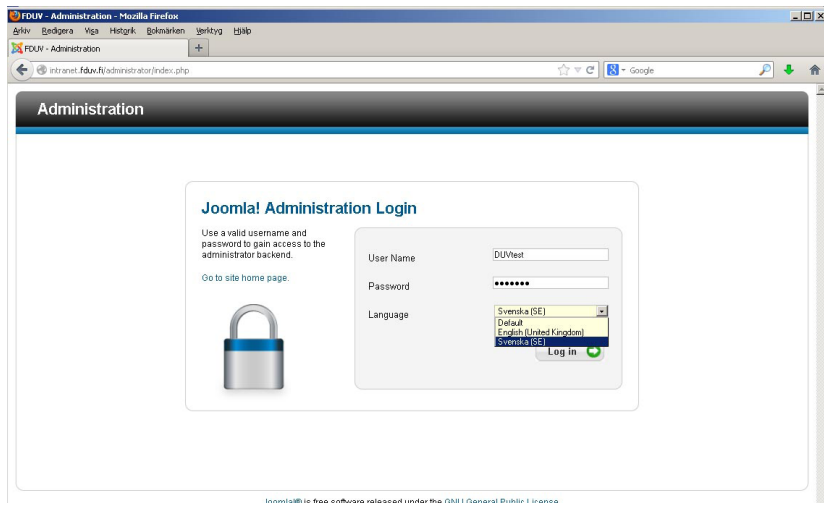 FDUV - Administration - Mozilla Firefox
Arkiv Redigera Visa Historik Bokmärken Verktyg Hjälp
FDUV - Administration
intranet.fduv.fi/administrator/index.php
Google
Administration
Joomla! Administration Login
Use a valid username and
password to gain access to the
administrator backend.
Go to site home page.
User Name
DUVtest
Password
•••••••
Language
Svenska (SE)
Default
English (United Kingdom)
Svenska (SE)
Log in
Joomla!® is free software released under the GNU General Public License.